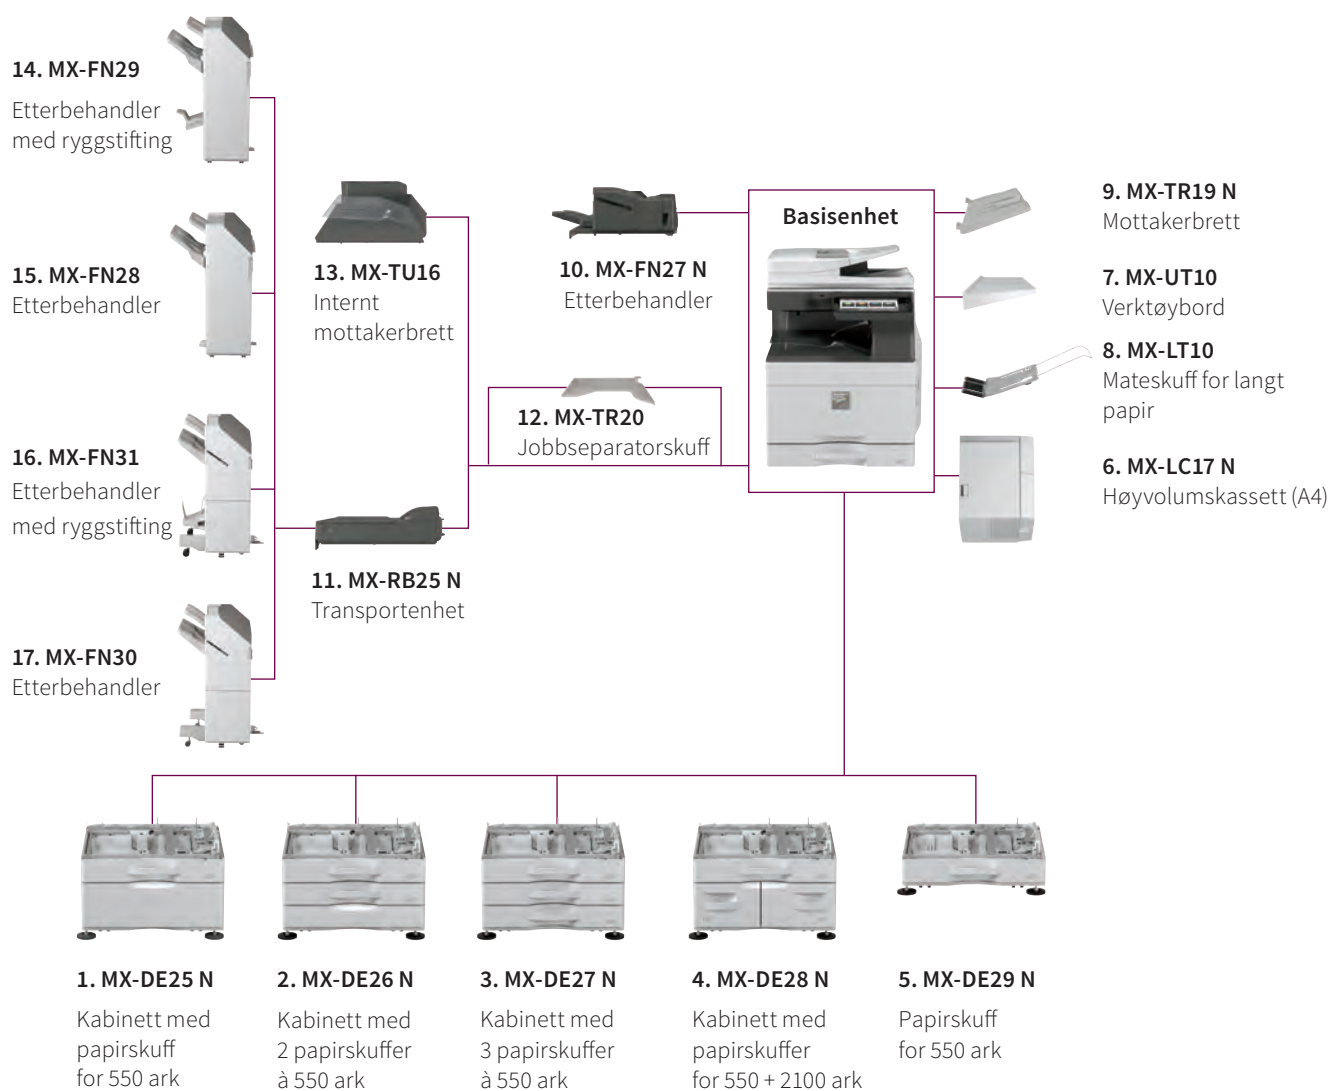 14. MX-FN29
Etterbehandler
med ryggstifting
15. MX-FN28
Etterbehandler
16. MX-FN31
Etterbehandler
med ryggstifting
17. MX-FN30
Etterbehandler
13. MX-TU16
Internt
mottakerbrett
11. MX-RB25 N
Transportenhet
10. MX-FN27 N
Etterbehandler
12. MX-TR20
Jobbseparatorskuff
Basisenhet
9. MX-TR19 N
Mottakerbrett
7. MX-UT10
Verktøybord
8. MX-LT10
Mateskuff for langt
papir
6. MX-LC17 N
Høyvolumskassett (A4)
1. MX-DE25 N
Kabinett med
papirskuff
for 550 ark
2. MX-DE26 N
Kabinett med
2 papirskuffer
à 550 ark
3. MX-DE27 N
Kabinett med
3 papirskuffer
à 550 ark
4. MX-DE28 N
Kabinett med
papirskuffer
for 550 + 2100 ark
5. MX-DE29 N
Papirskuff
for 550 ark